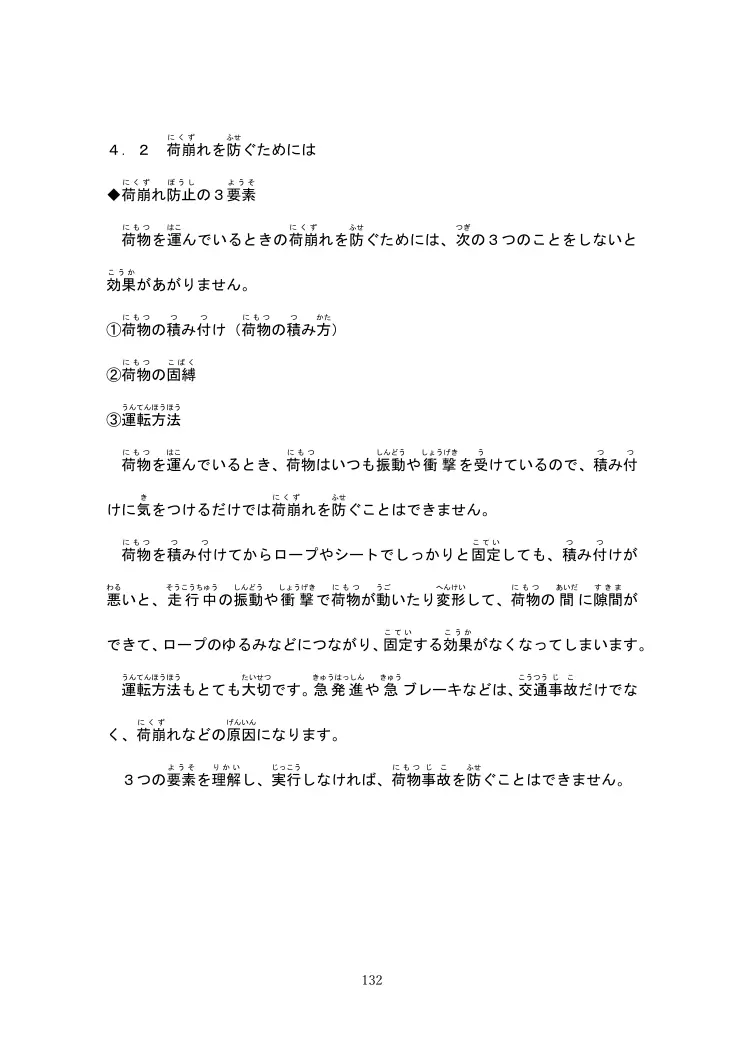 ４．２　荷崩れを防ぐためには
◆荷崩れ防止の３要素
荷物を運んでいるときの荷崩れを防ぐためには、次の３つのことをしないと
効果があがりません。
①荷物の積み付け（荷物の積み方）
②荷物の固縛
③運転方法
荷物を運んでいるとき、荷物はいつも振動や衝撃を受けているので、積み付
けに気をつけるだけでは荷崩れを防ぐことはできません。
荷物を積み付けてからロープやシートでしっかりと固定しても、積み付けが
悪いと、走行中の振動や衝撃で荷物が動いたり変形して、荷物の間に隙間が
できて、ロープのゆるみなどにつながり、固定する効果がなくなってしまいます。
運転方法もとても大切です。急発進や急ブレーキなどは、交通事故だけでな
く、荷崩れなどの原因になります。
３つの要素を理解し、実行しなければ、荷物事故を防ぐことはできません。
132